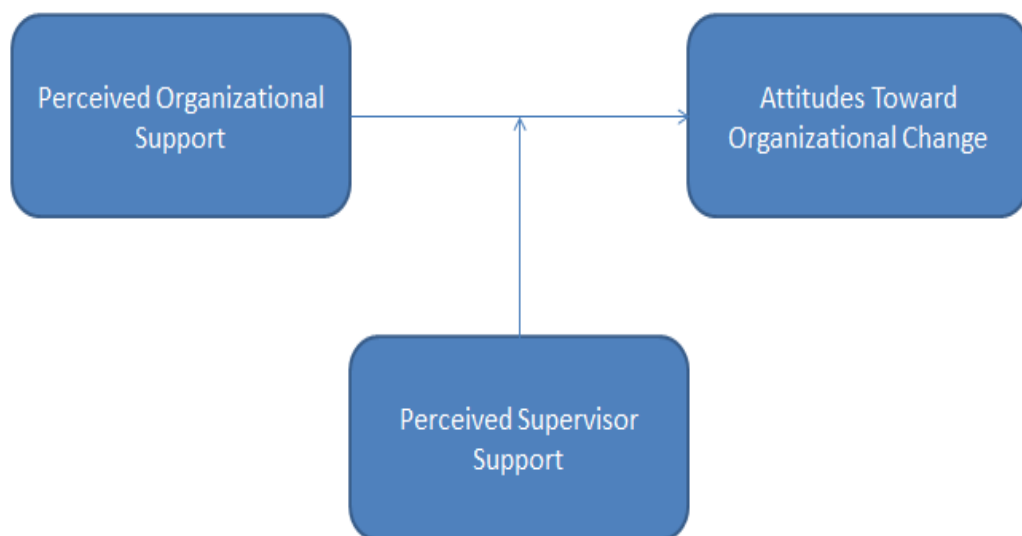 Perceived Organizational
Support
Attitudes Toward
Organizational Change
Perceived Supervisor
Support